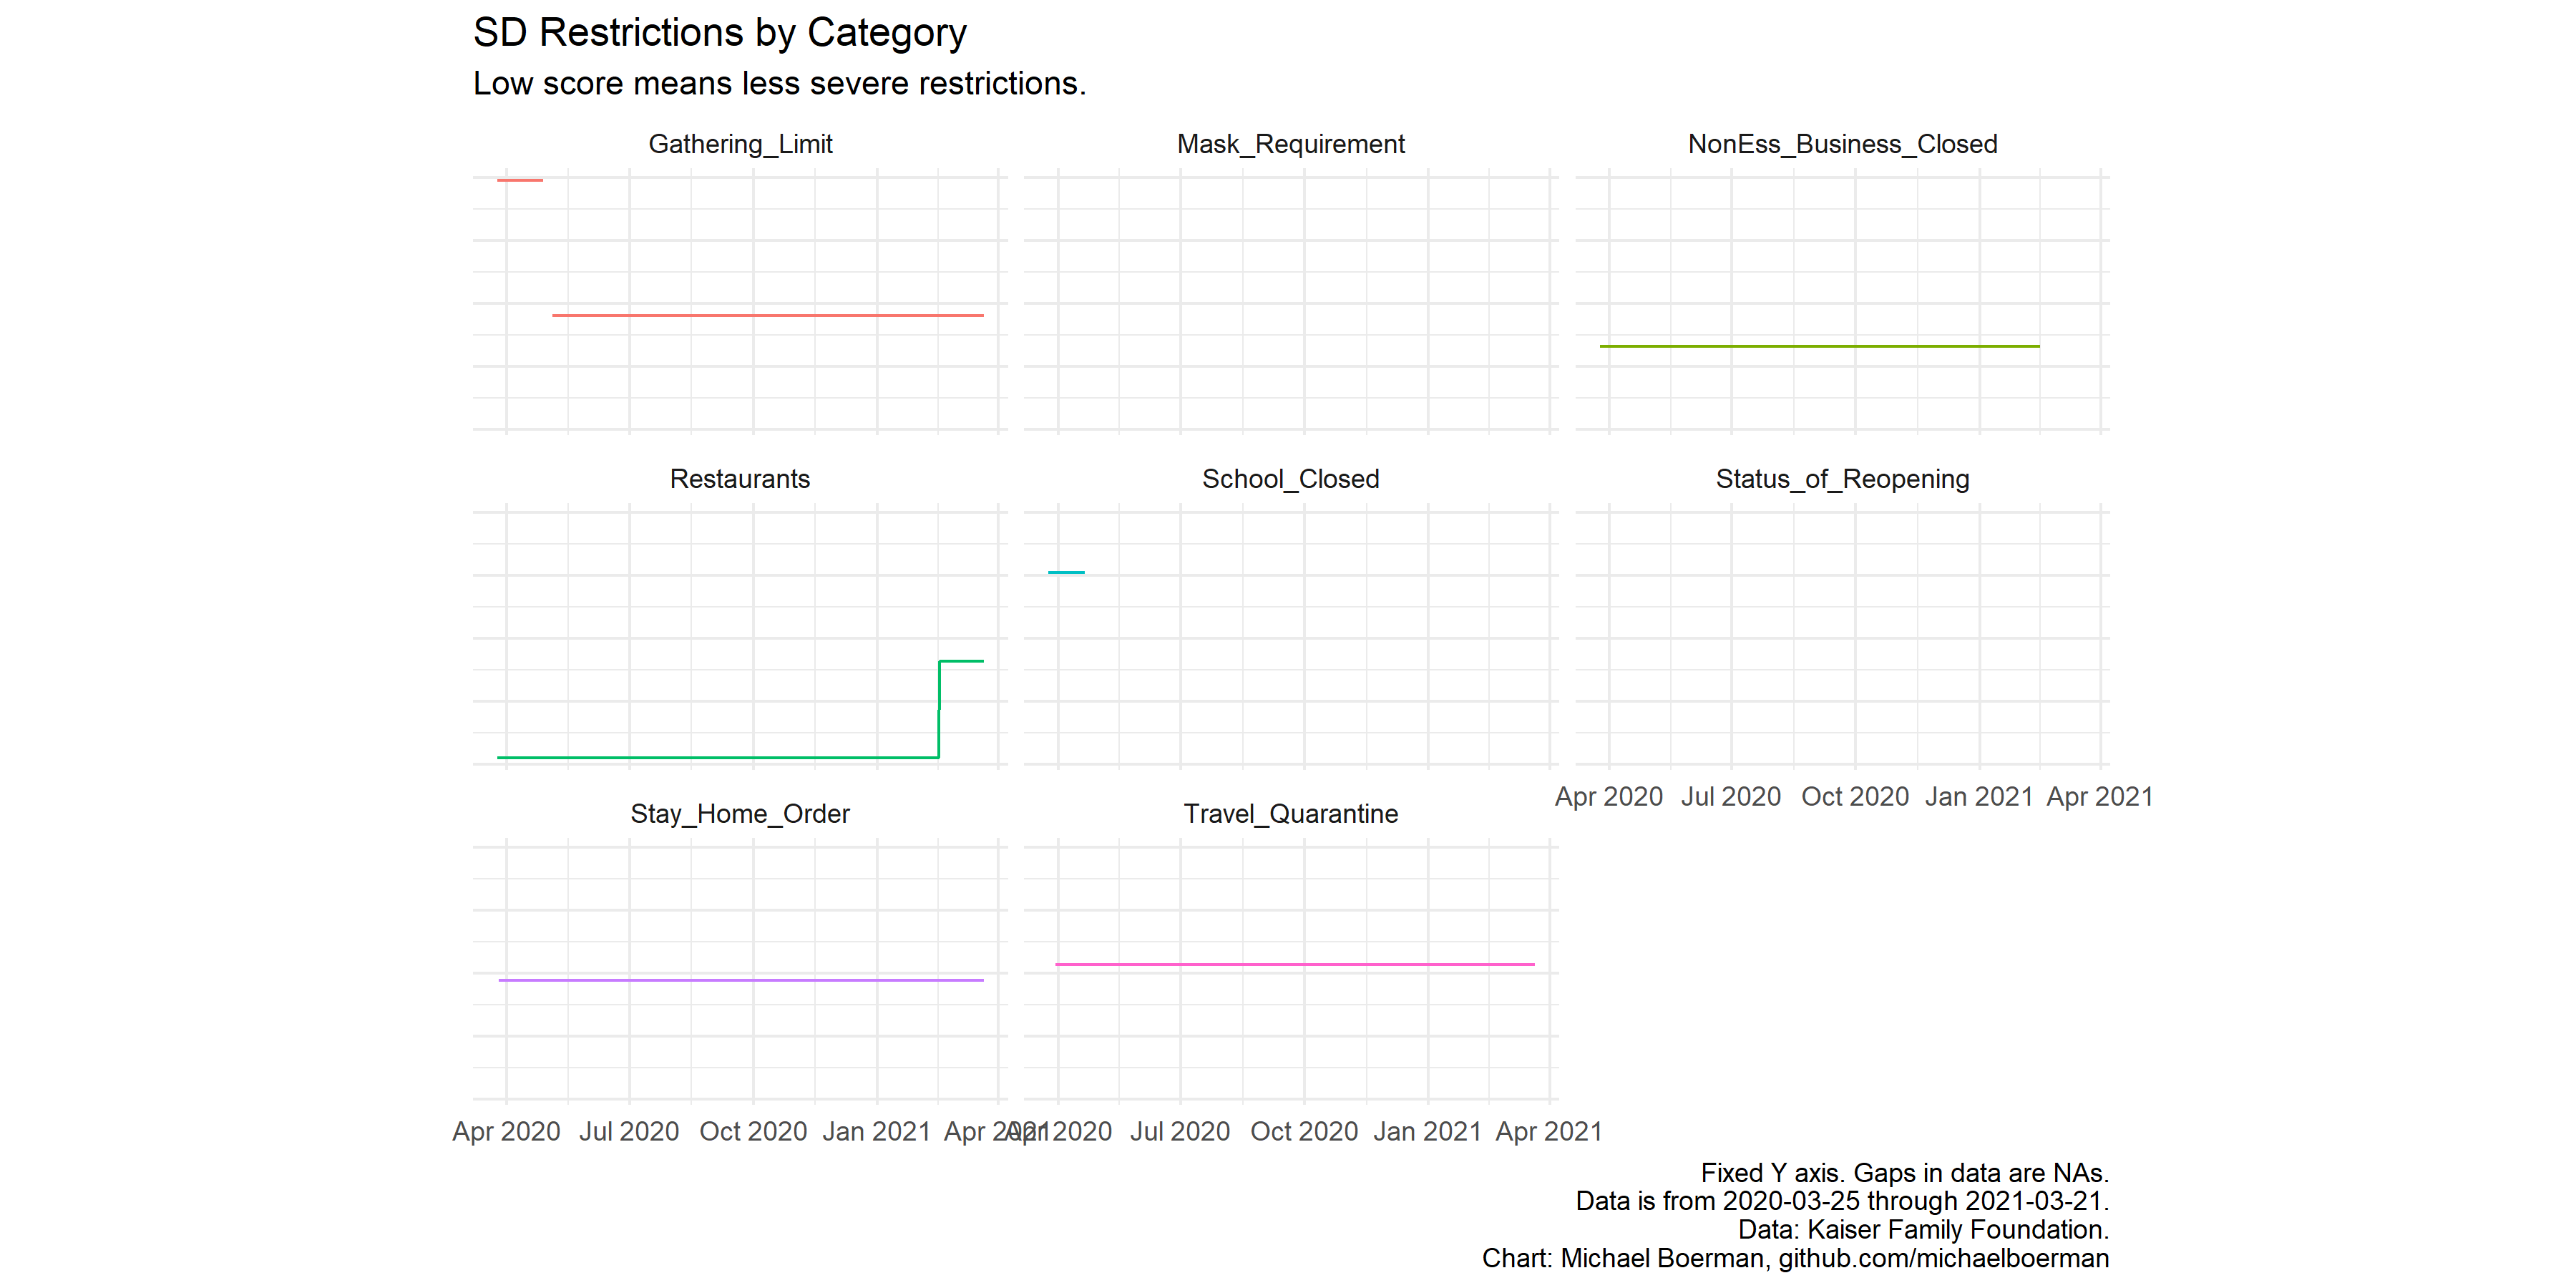 SD Restrictions by Category
Low score means less severe restrictions.
Gathering_Limit
Mask_Requirement
NonEss_Business_Closed
Restaurants
School_Closed
Status_of_Reopening
Apr 2020 Jul 2020 Oct 2020 Jan 2021 Apr 2021
Stay_Home_Order
Travel_Quarantine
Apr 2020 Jul 2020 Oct 2020 Jan 2021 Apr 2021
Apr 2020 Jul 2020 Oct 2020 Jan 2021 Apr 2021
Fixed Y axis. Gaps in data are NAs.
Data is from 2020-03-25 through 2021-03-21.
Data: Kaiser Family Foundation.
Chart: Michael Boerman, github.com/michaelboerman